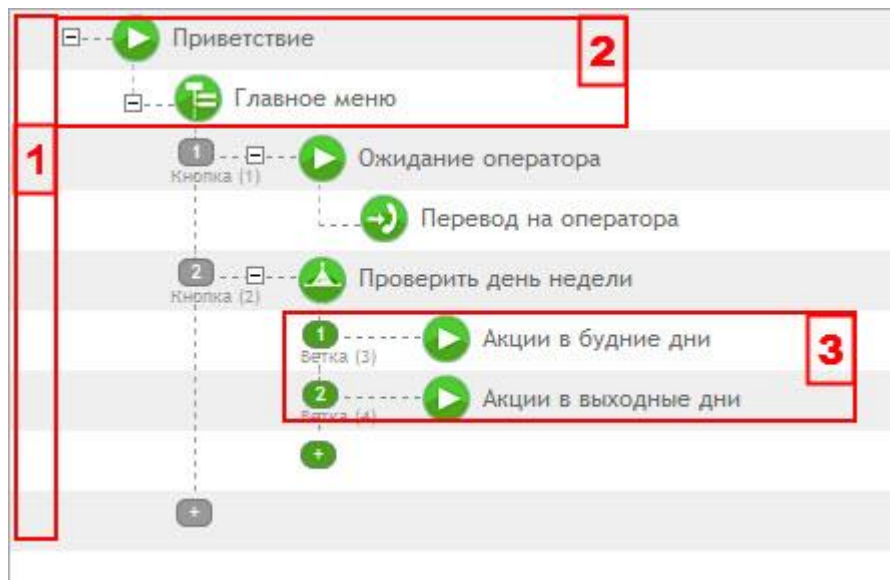 Приветствие
2
Главное меню
1
1
Кнопка (1)
Ожидание оператора
Перевод на оператора
2
Кнопка (2)
Проверить день недели
1
Ветка (3)
Акции в будние дни
3
2
Ветка (4)
Акции в выходные дни
+
+